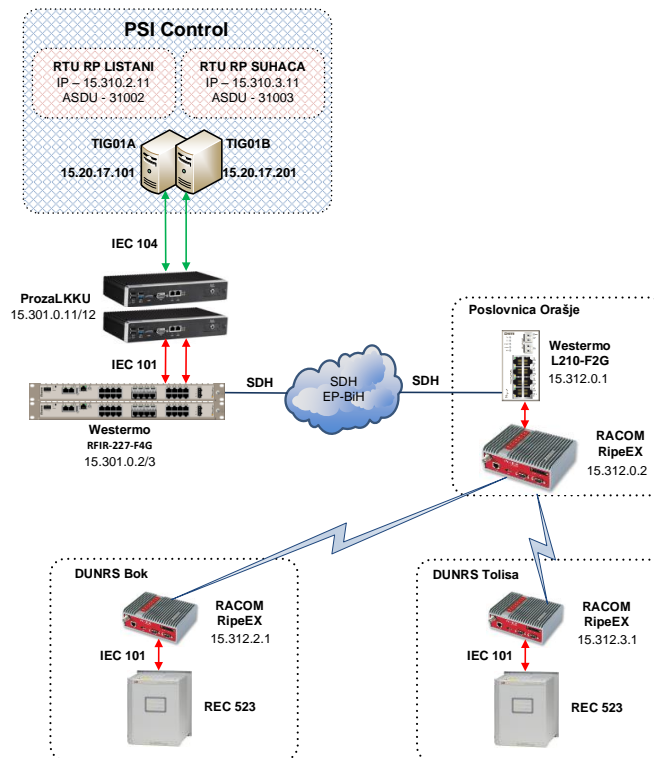 PSI Control
RTU RP LISTANI
IP – 15.310.2.11
ASDU - 31002
RTU RP SUHACA
IP – 15.310.3.11
ASDU - 31003
TIG01A
TIG01B
15.20.17.101
15.20.17.201
IEC 104
ProzaLKKU
15.301.0.11/12
IEC 101
Westermo
RFIR-227-F4G
15.301.0.2/3
SDH
SDH
EP-BiH
SDH
Poslovnica Orašje
Westermo
L210-F2G
15.312.0.1
RACOM
RipeEX
15.312.0.2
DUNRS Bok
RACOM
RipeEX
15.312.2.1
IEC 101
REC 523
DUNRS Tolisa
RACOM
RipeEX
15.312.3.1
IEC 101
REC 523